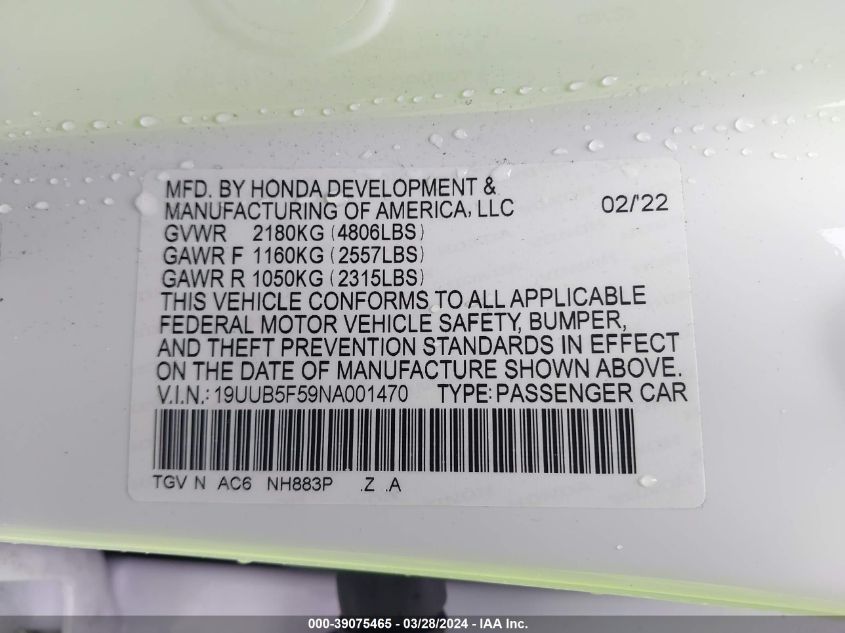 MFD. BY HONDA DEVELOPMENT &
MANUFACTURING OF AMERICA, LLC 02/'22
GVWR 2180KG (4806LBS)
GAWR F 1160KG (2557LBS)
GAWR R 1050KG (2315LBS)
THIS VEHICLE CONFORMS TO ALL APPLICABLE
FEDERAL MOTOR VEHICLE SAFETY, BUMPER,
AND THEFT PREVENTION STANDARDS IN EFFECT
ON THE DATE OF MANUFACTURE SHOWN ABOVE.
V.I.N.: 19UUB5F59NA001470 TYPE: PASSENGER CAR
TGV N AC6 NH883P .Z .A
000-39075465 - 03/28/2024 - IAA Inc.